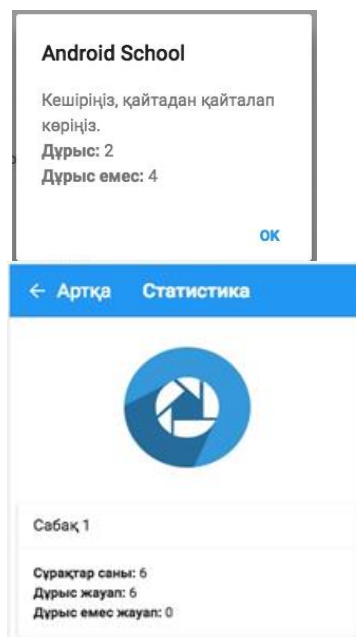 Android School
Кешіріңіз, қайтадан қайталап
көріңіз.
Дұрыс: 2
Дұрыс емес: 4
ОК
← Артқа Статистика
Сабақ 1
Сұрақтар саны: 6
Дұрыс жауап: 6
Дұрыс емес жауап: 0